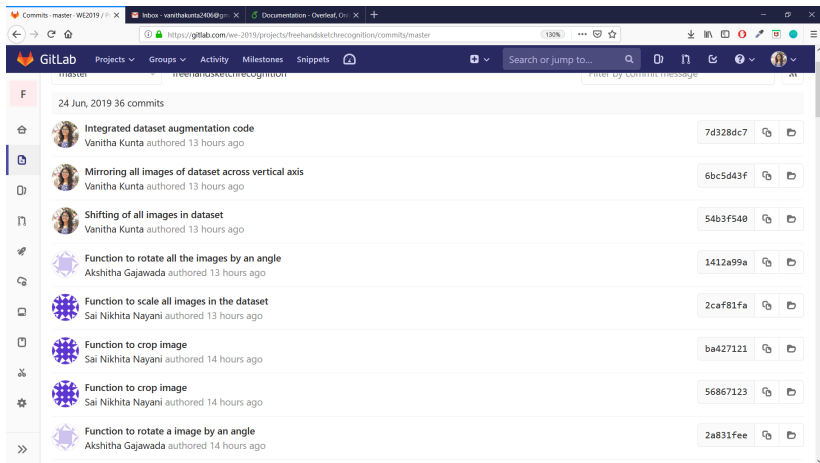 Commits · master · WE2019 / P
Inbox - vanithakunta2406@gm
Documentation - Overleaf, On
https://gitlab.com/we-2019/projects/freehandsketchrecognition/commits/master
130%
GitLab
Projects
Groups
Activity
Milestones
Snippets
Search or jump to...
F
master
freehandsketchrecognition
Filter by commit message
24 Jun, 2019 36 commits
Integrated dataset augmentation code
Vanitha Kunta authored 13 hours ago
7d328dc7
Mirroring all images of dataset across vertical axis
Vanitha Kunta authored 13 hours ago
6bc5d43f
Shifting of all images in dataset
Vanitha Kunta authored 13 hours ago
54b3f540
Function to rotate all the images by an angle
Akshitha Gajawada authored 13 hours ago
1412a99a
Function to scale all images in the dataset
Sai Nikhita Nayani authored 13 hours ago
2caf81fa
Function to crop image
Sai Nikhita Nayani authored 14 hours ago
ba427121
Function to crop image
Sai Nikhita Nayani authored 14 hours ago
56867123
Function to rotate a image by an angle
Akshitha Gajawada authored 14 hours ago
2a831fee